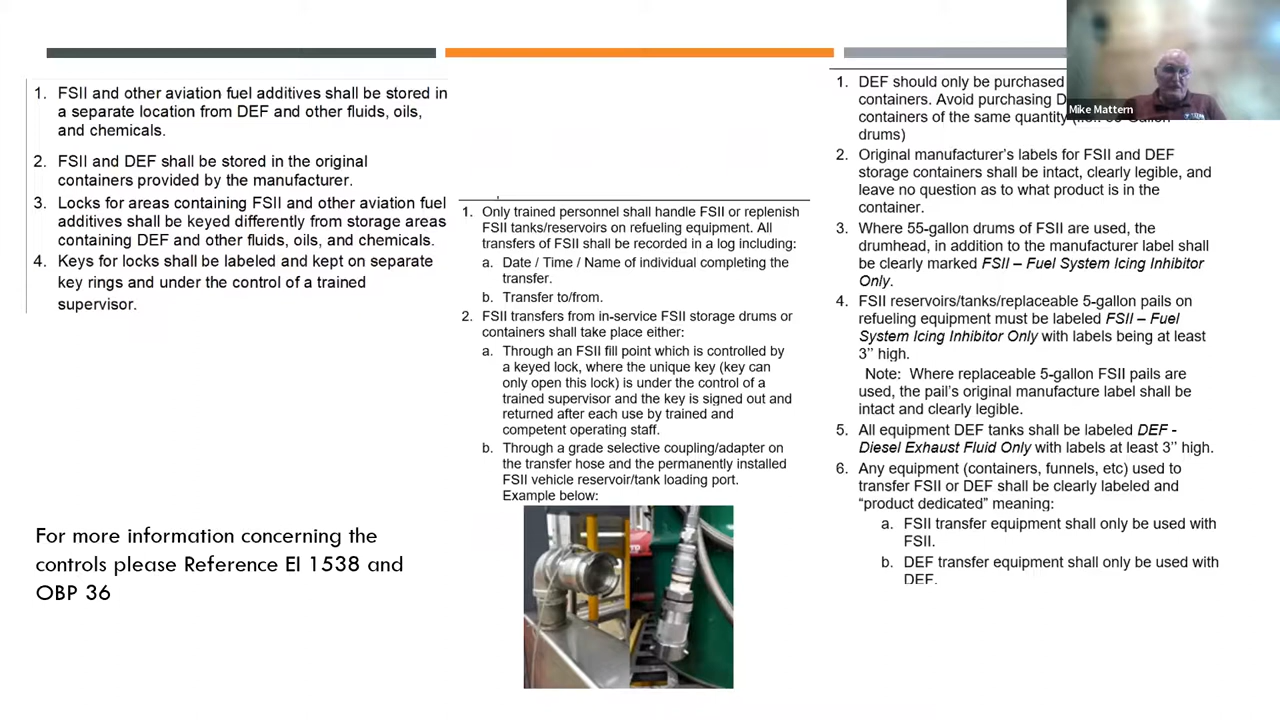 1. FSII and other aviation fuel additives shall be stored in
a separate location from DEF and other fluids, oils,
and chemicals.
2. FSII and DEF shall be stored in the original
containers provided by the manufacturer.
3. Locks for areas containing FSII and other aviation fuel
additives shall be keyed differently from storage areas
containing DEF and other fluids, oils, and chemicals.
4. Keys for locks shall be labeled and kept on separate
key rings and under the control of a trained
supervisor.
For more information concerning the
controls please Reference EI 1538 and
OBP 36
1. Only trained personnel shall handle FSII or replenish
FSII tanks/reservoirs on refueling equipment. All
transfers of FSII shall be recorded in a log including:
a. Date / Time / Name of individual completing the
transfer.
b. Transfer to/from.
2. FSII transfers from in-service FSII storage drums or
containers shall take place either:
a. Through an FSII fill point which is controlled by
a keyed lock, where the unique key (key can
only open this lock) is under the control of a
trained supervisor and the key is signed out and
returned after each use by trained and
competent operating staff.
b. Through a grade selective coupling/adapter on
the transfer hose and the permanently installed
FSII vehicle reservoir/tank loading port.
Example below:
1. DEF should only be purchased
containers. Avoid purchasing
containers of the same quantity
drums)
2. Original manufacturer's labels for FSII and DEF
storage containers shall be intact, clearly legible, and
leave no question as to what product is in the
container.
3. Where 55-gallon drums of FSII are used, the
drumhead, in addition to the manufacturer label shall
be clearly marked FSII – Fuel System Icing Inhibitor
Only.
4. FSII reservoirs/tanks/replaceable 5-gallon pails on
refueling equipment must be labeled FSII – Fuel
System Icing Inhibitor Only with labels being at least
3" high.
Note: Where replaceable 5-gallon FSII pails are
used, the pail's original manufacture label shall be
intact and clearly legible.
5. All equipment DEF tanks shall be labeled DEF -
Diesel Exhaust Fluid Only with labels at least 3" high.
6. Any equipment (containers, funnels, etc) used to
transfer FSII or DEF shall be clearly labeled and
"product dedicated" meaning:
a. FSII transfer equipment shall only be used with
FSII.
b. DEF transfer equipment shall only be used with
DEF.
Mike Mattern